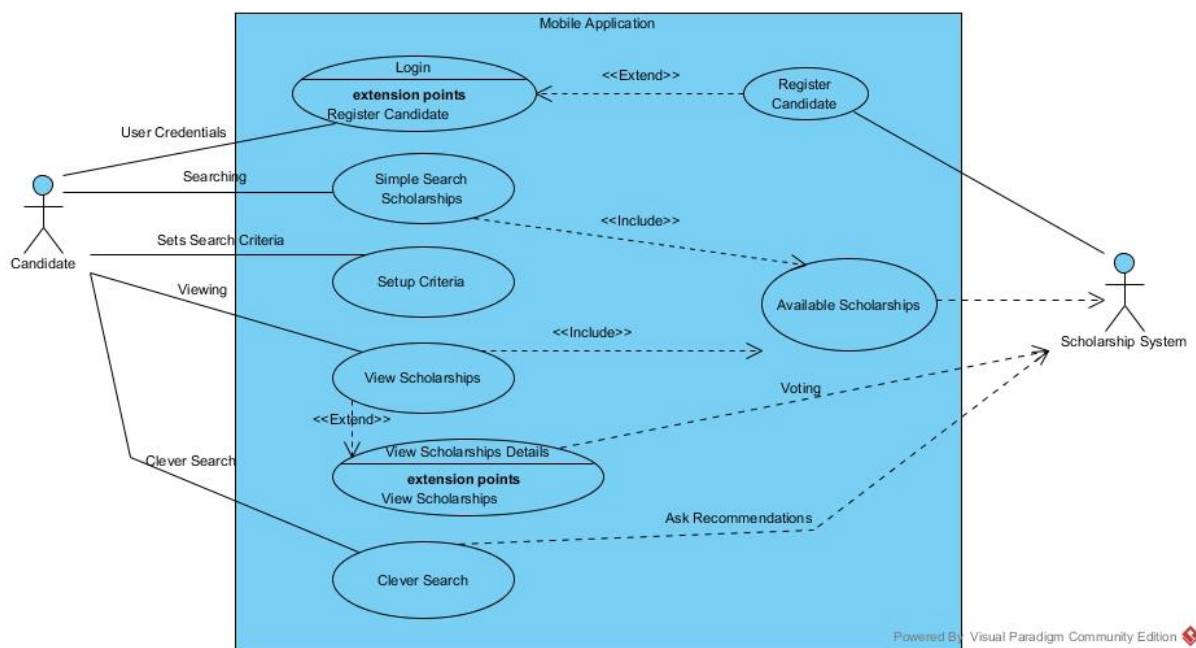 Mobile Application
Login
extension points
Register Candidate
<<Extend>>
Register
Candidate
User Credentials
Searching
Simple Search
Scholarships
<<Include>>
Sets Search Criteria
Candidate
Setup Criteria
Viewing
Available Scholarships
<<Include>>
Scholarship System
View Scholarships
Voting
<<Extend>>
View Scholarships Details
extension points
View Scholarships
Clever Search
Ask Recommendations
Clever Search
Powered By Visual Paradigm Community Edition